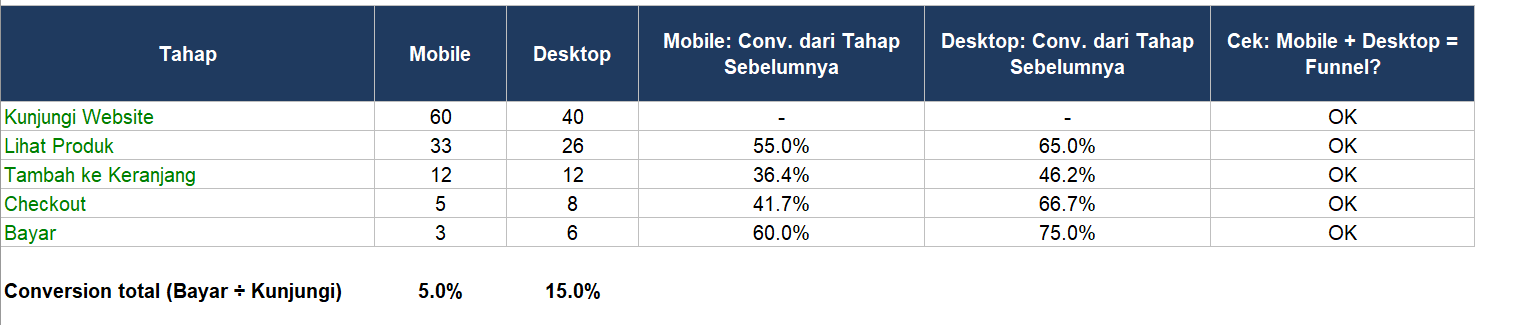 Tahap Mobile Desktop Mobile: Conv. dari Tahap Sebelumnya Desktop: Conv. dari Tahap Sebelumnya Cek: Mobile + Desktop = Funnel?
Kunjungi Website 60 40 - - OK
Lihat Produk 33 26 55.0% 65.0% OK
Tambah ke Keranjang 12 12 36.4% 46.2% OK
Checkout 5 8 41.7% 66.7% OK
Bayar 3 6 60.0% 75.0% OK
Conversion total (Bayar ÷ Kunjungi) 5.0% 15.0%